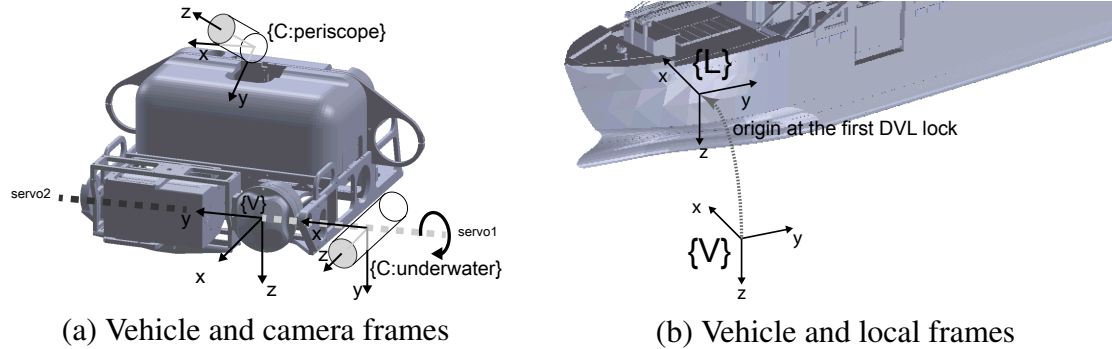 z
{C:periscope}
x
y
servo2
{V}
y
x
servo1
z
x
z
y
{C:underwater}
{L}
x
y
origin at the first DVL lock
z
x
{V}
y
z
(a) Vehicle and camera frames
(b) Vehicle and local frames